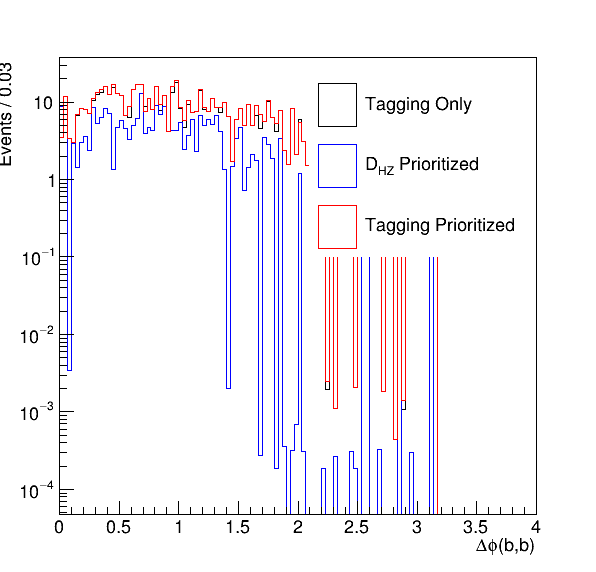 Events / 0.03
10
1
10⁻¹
10⁻²
10⁻³
10⁻⁴
Tagging Only
D_HZ Prioritized
Tagging Prioritized
0 0.5 1 1.5 2 2.5 3 3.5 4
Δϕ(b,b)